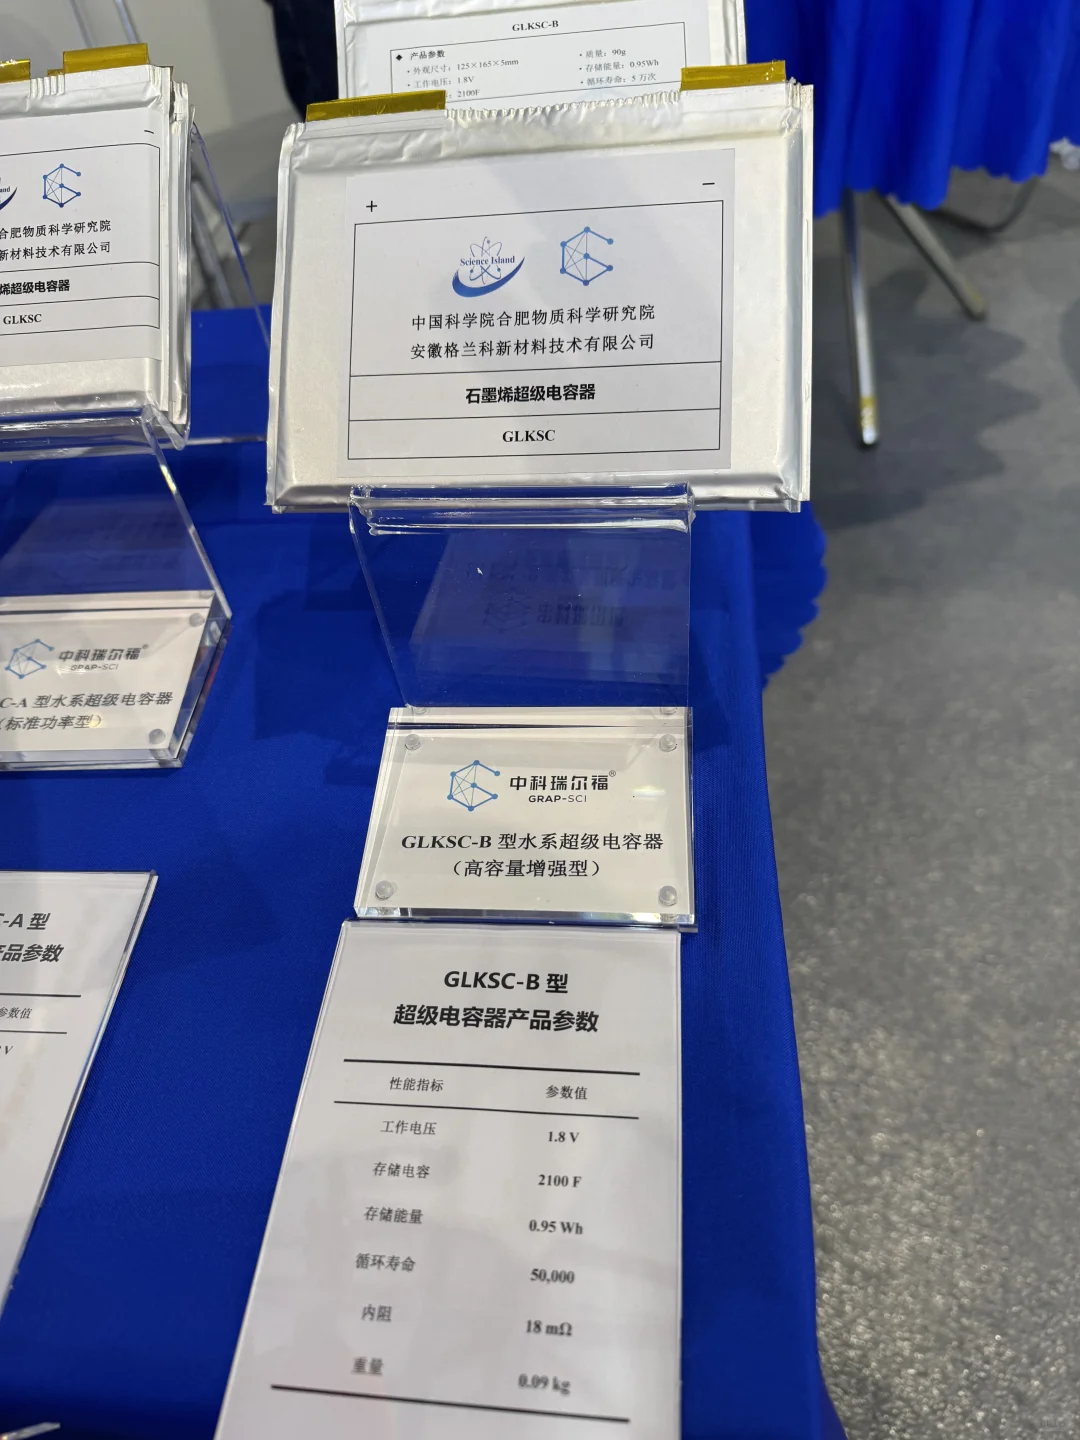 GLKSC-B
◆ 产品参数
• 外观尺寸：125×165×5mm
• 工作电压：1.8V
2100F
• 质量：90g
• 存储能量：0.95Wh
• 循环寿命：5 万次
−
合肥物质科学研究院
新材料技术有限公司
烯超级电容器
GLKSC
+ −
Science Island
中国科学院合肥物质科学研究院
安徽格兰科新材料技术有限公司
石墨烯超级电容器
GLKSC
中科瑞尔福®
GRAP-SCI
C-A 型水系超级电容器
（标准功率型）
中科瑞尔福®
GRAP-SCI
GLKSC-B 型水系超级电容器
（高容量增强型）
-A 型
产品参数
参数值
V
GLKSC-B 型
超级电容器产品参数
性能指标 参数值
工作电压 1.8 V
存储电容 2100 F
存储能量 0.95 Wh
循环寿命 50,000
内阻 18 mΩ
重量 0.09 kg